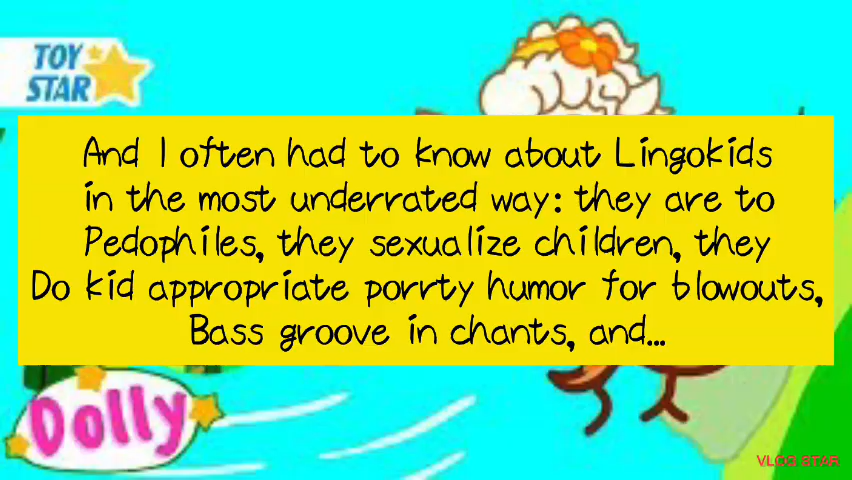 TOY
STAR
And I often had to know about Lingokids
in the most underrated way: they are to
Pedophiles, they sexualize children, they
Do kid appropriate porrty humor for blowouts,
Bass groove in chants, and...
Dolly
VLOG STAR